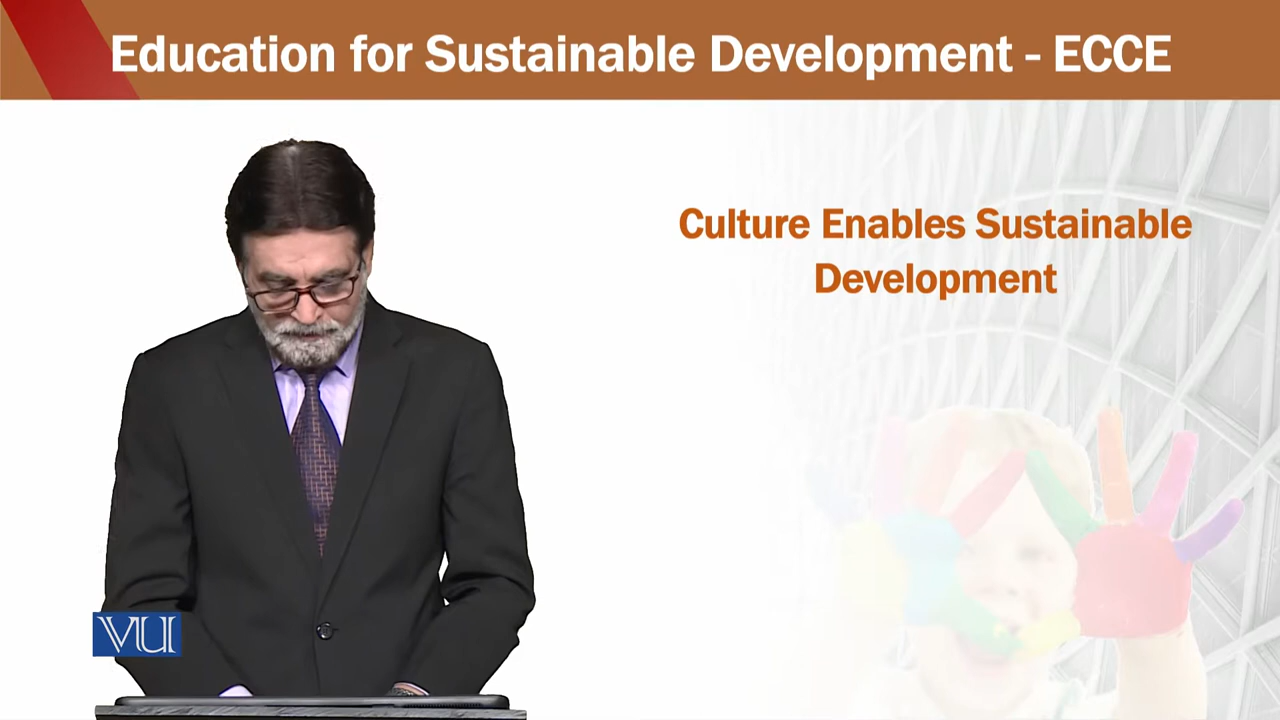 Education for Sustainable Development - ECCE
Culture Enables Sustainable
Development
VU